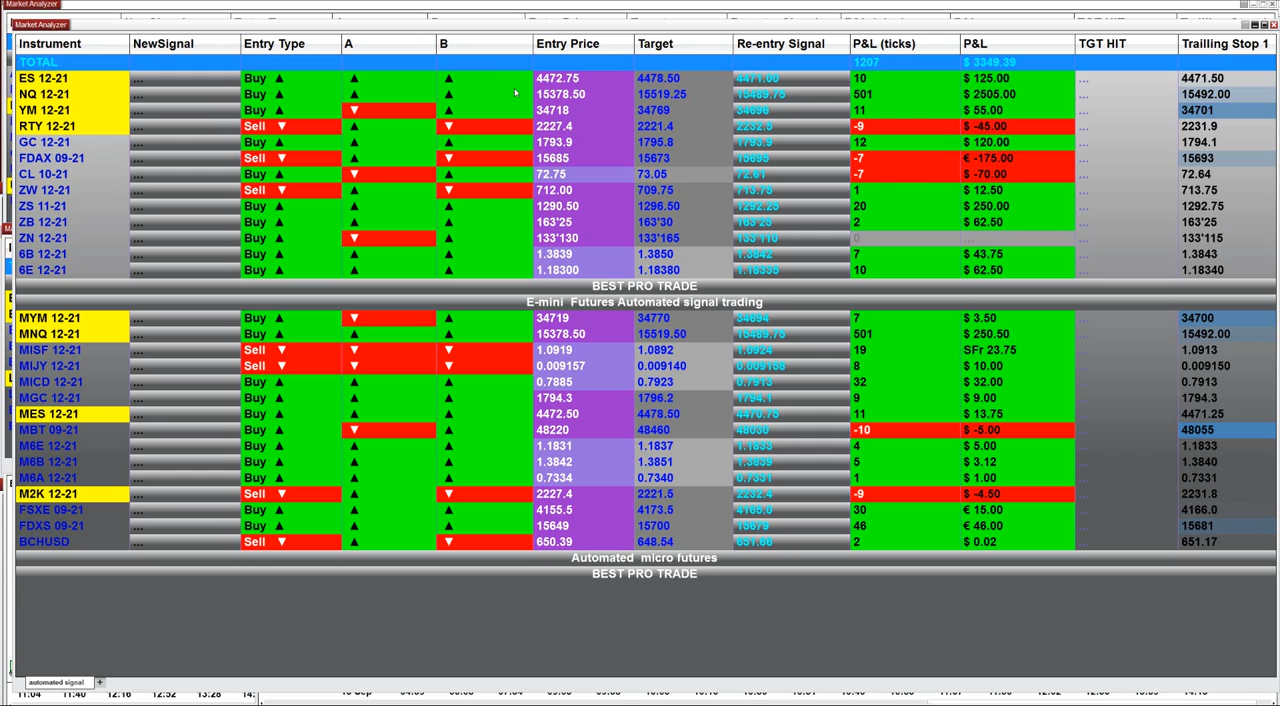 Market Analyzer
Market Analyzer
Instrument NewSignal Entry Type A B Entry Price Target Re-entry Signal P&L (ticks) P&L TGT HIT Trailling Stop 1
TOTAL 1207 $ 3349.39
ES 12-21 ... Buy ▲ ▲ ▲ 4472.75 4478.50 4471.00 10 $ 125.00 ... 4471.50
NQ 12-21 ... Buy ▲ ▲ ▲ 15378.50 15519.25 15489.75 501 $ 2505.00 ... 15492.00
YM 12-21 ... Buy ▲ ▼ ▲ 34718 34769 34696 11 $ 55.00 ... 34701
RTY 12-21 ... Sell ▼ ▲ ▼ 2227.4 2221.4 2232.5 -9 $ -45.00 ... 2231.9
GC 12-21 ... Buy ▲ ▲ ▲ 1793.9 1795.8 1793.9 12 $ 120.00 ... 1794.1
FDAX 09-21 ... Sell ▼ ▲ ▼ 15685 15673 15695 -7 € -175.00 ... 15693
CL 10-21 ... Buy ▲ ▼ ▲ 72.75 73.05 72.61 -7 $ -70.00 ... 72.64
ZW 12-21 ... Sell ▼ ▲ ▼ 712.00 709.75 713.75 1 $ 12.50 ... 713.75
ZS 11-21 ... Buy ▲ ▲ ▲ 1290.50 1296.50 1292.25 20 $ 250.00 ... 1292.75
ZB 12-21 ... Buy ▲ ▲ ▲ 163'25 163'30 163'25 2 $ 62.50 ... 163'25
ZN 12-21 ... Buy ▲ ▼ ▲ 133'130 133'165 133'110 0 ... ... 133'115
6B 12-21 ... Buy ▲ ▲ ▲ 1.3839 1.3850 1.3842 7 $ 43.75 ... 1.3843
6E 12-21 ... Buy ▲ ▲ ▲ 1.18300 1.18380 1.18335 10 $ 62.50 ... 1.18340
BEST PRO TRADE
E-mini Futures Automated signal trading
MYM 12-21 ... Buy ▲ ▼ ▲ 34719 34770 34694 7 $ 3.50 ... 34700
MNQ 12-21 ... Buy ▲ ▲ ▲ 15378.50 15519.50 15489.75 501 $ 250.50 ... 15492.00
MISF 12-21 ... Sell ▼ ▼ ▼ 1.0919 1.0892 1.0924 19 SFr 23.75 ... 1.0913
MIJY 12-21 ... Sell ▼ ▼ ▼ 0.009157 0.009140 0.009158 8 $ 10.00 ... 0.009150
MICD 12-21 ... Buy ▲ ▲ ▲ 0.7885 0.7923 0.7913 32 $ 32.00 ... 0.7913
MGC 12-21 ... Buy ▲ ▲ ▲ 1794.3 1796.2 1794.1 9 $ 9.00 ... 1794.3
MES 12-21 ... Buy ▲ ▲ ▲ 4472.50 4478.50 4470.75 11 $ 13.75 ... 4471.25
MBT 09-21 ... Buy ▲ ▼ ▲ 48220 48460 48030 -10 $ -5.00 ... 48055
M6E 12-21 ... Buy ▲ ▲ ▲ 1.1831 1.1837 1.1833 4 $ 5.00 ... 1.1833
M6B 12-21 ... Buy ▲ ▲ ▲ 1.3842 1.3851 1.3839 5 $ 3.12 ... 1.3840
M6A 12-21 ... Buy ▲ ▲ ▲ 0.7334 0.7340 0.7331 1 $ 1.00 ... 0.7331
M2K 12-21 ... Sell ▼ ▲ ▼ 2227.4 2221.5 2232.4 -9 $ -4.50 ... 2231.8
FSXE 09-21 ... Buy ▲ ▲ ▲ 4155.5 4173.5 4165.0 30 € 15.00 ... 4166.0
FDXS 09-21 ... Buy ▲ ▲ ▲ 15649 15700 15679 46 € 46.00 ... 15681
BCHUSD ... Sell ▼ ▲ ▼ 650.39 648.54 651.66 2 $ 0.02 ... 651.17
Automated micro futures
BEST PRO TRADE
automated signal +
11:04 11:40 12:16 12:52 13:28